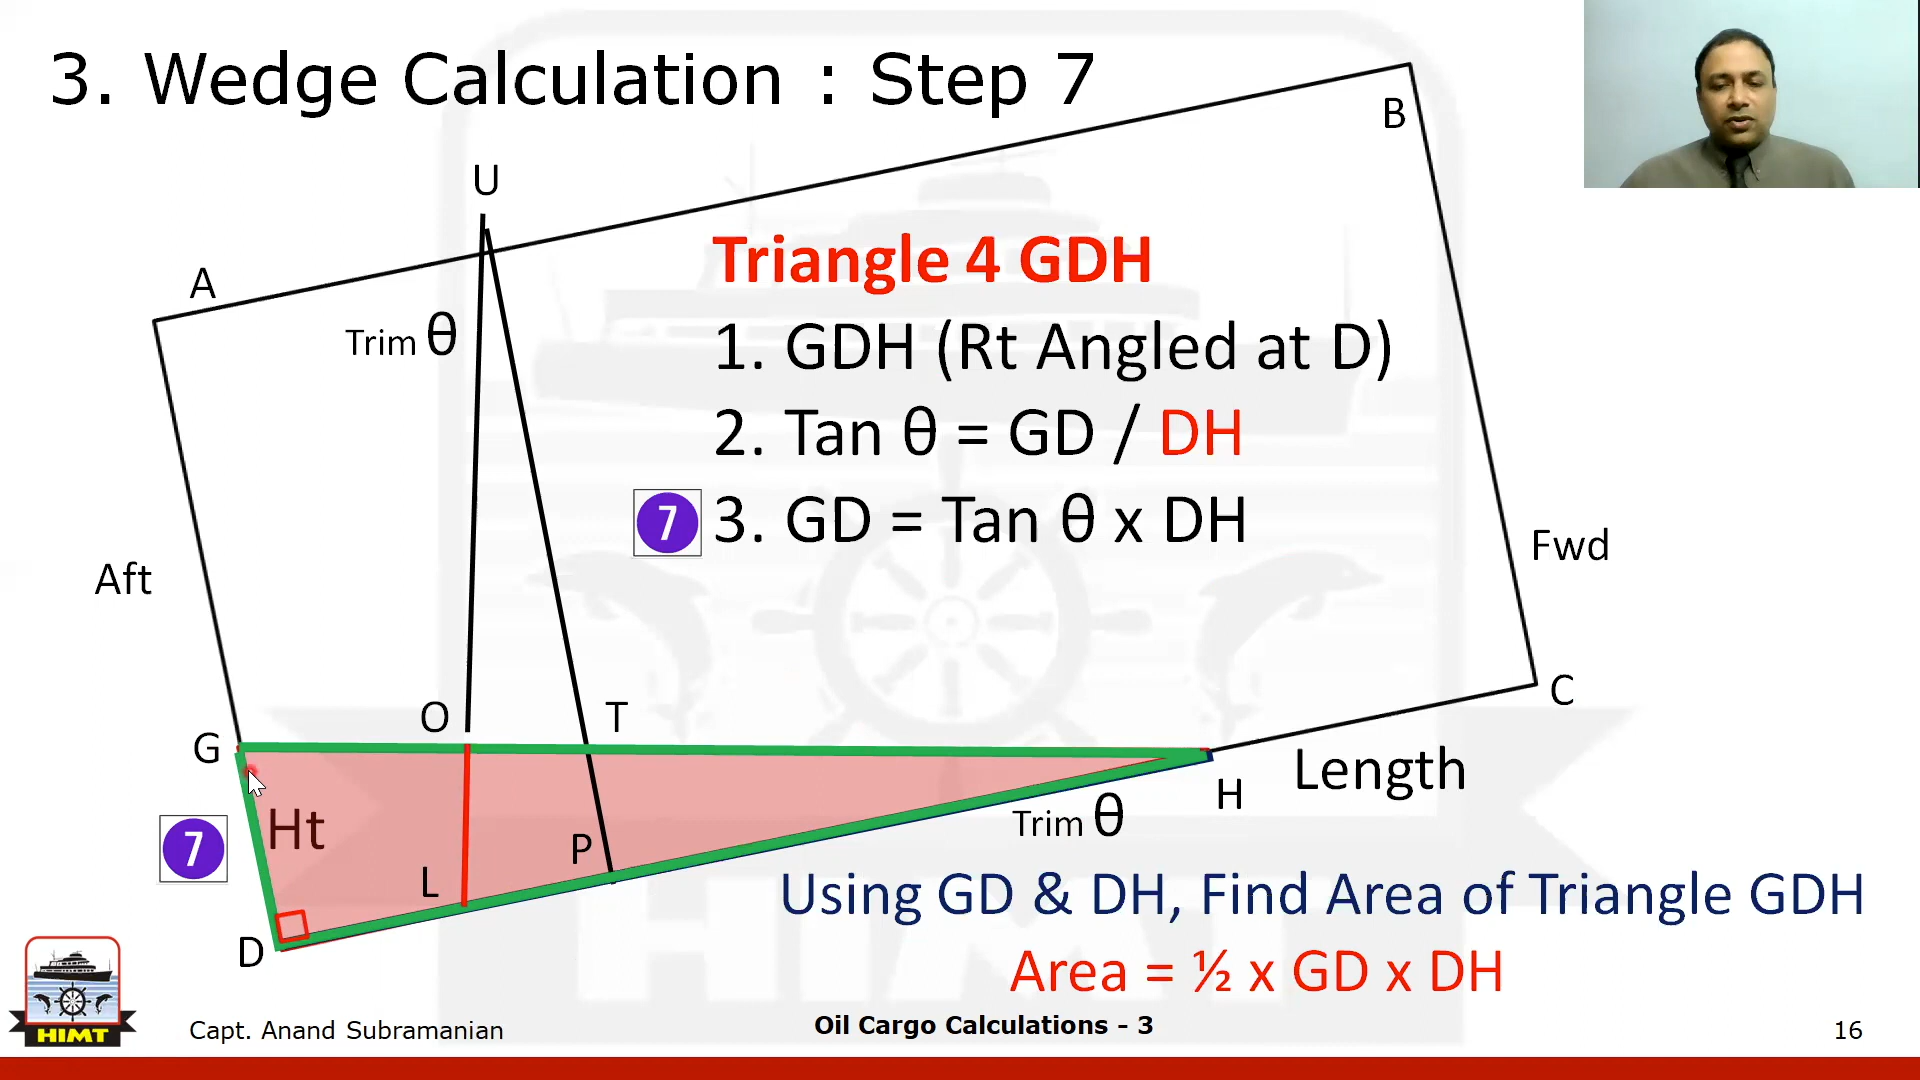 3. Wedge Calculation : Step 7
B
U
A
Trim θ
Triangle 4 GDH
1. GDH (Rt Angled at D)
2. Tan θ = GD / DH
7 3. GD = Tan θ x DH
Aft
Fwd
C
O
T
G
Length
H
Trim θ
Ht
7
P
L
D
Using GD & DH, Find Area of Triangle GDH
Area = ½ x GD x DH
HIMT
HIMT
Capt. Anand Subramanian
Oil Cargo Calculations - 3
16